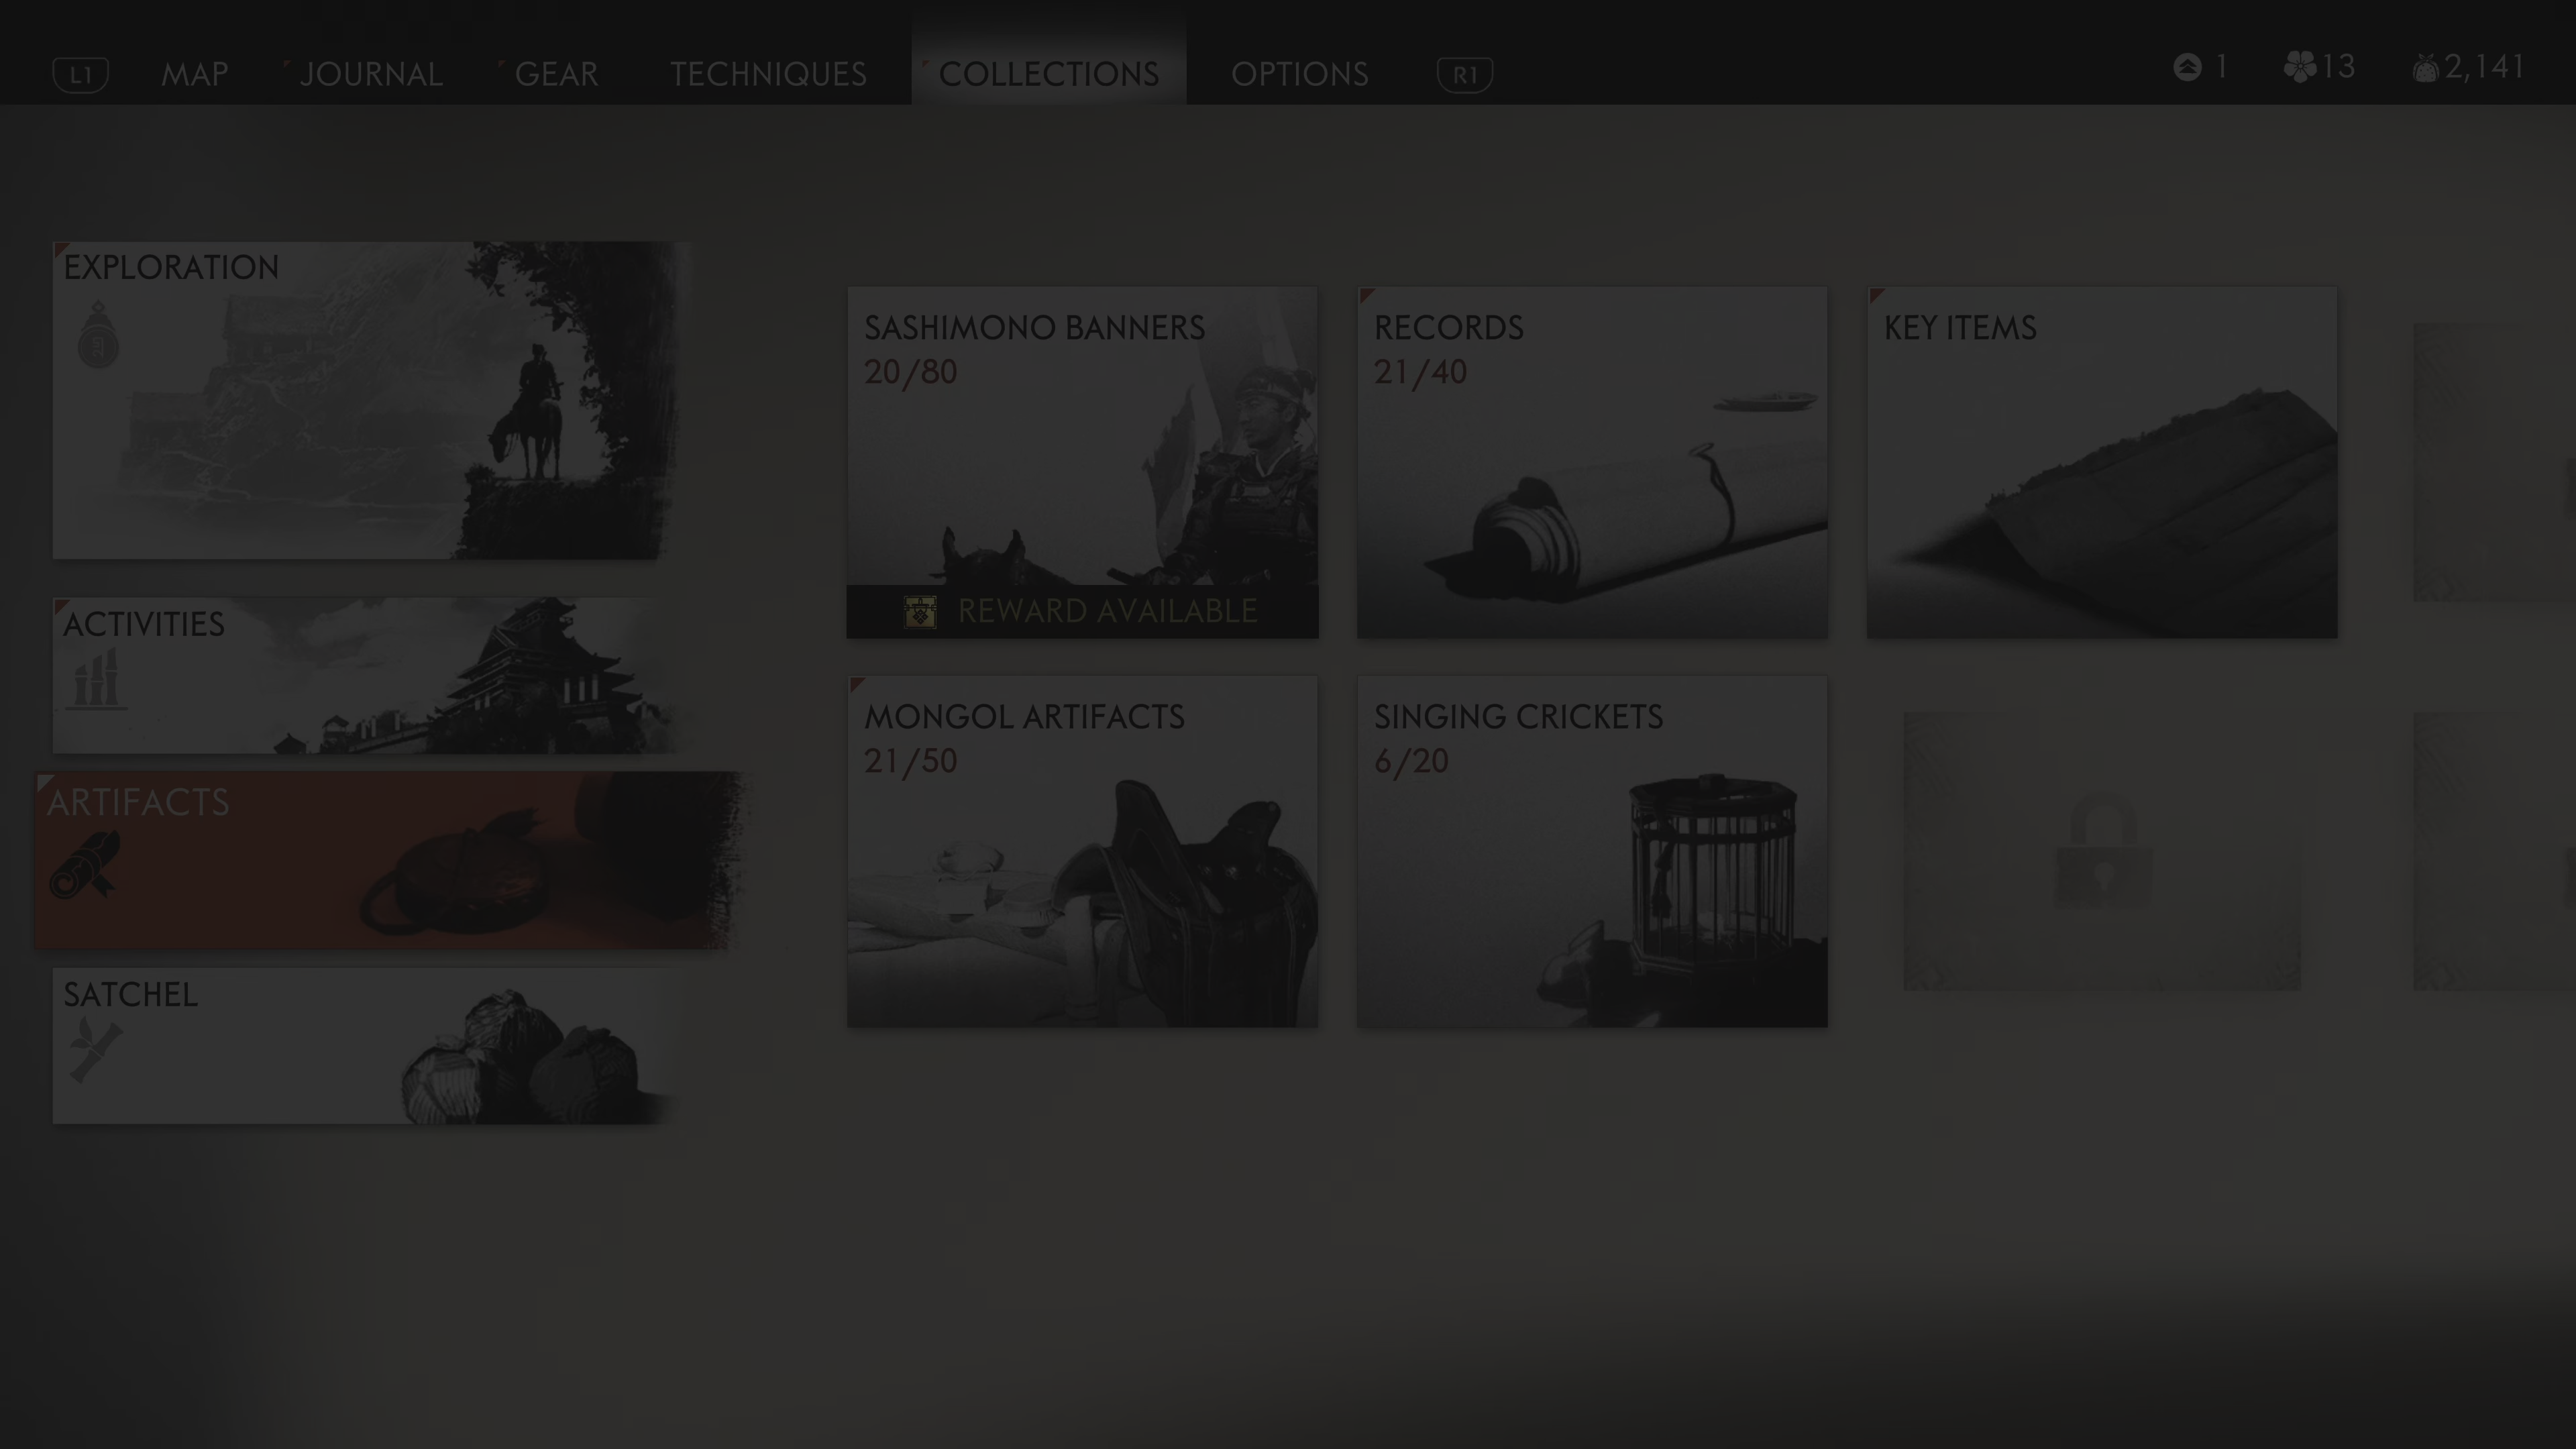 L1 MAP JOURNAL GEAR TECHNIQUES COLLECTIONS OPTIONS R1 1 13 2,141
EXPLORATION
ACTIVITIES
ARTIFACTS
SATCHEL
SASHIMONO BANNERS
20/80
REWARD AVAILABLE
RECORDS
21/40
KEY ITEMS
MONGOL ARTIFACTS
21/50
SINGING CRICKETS
6/20